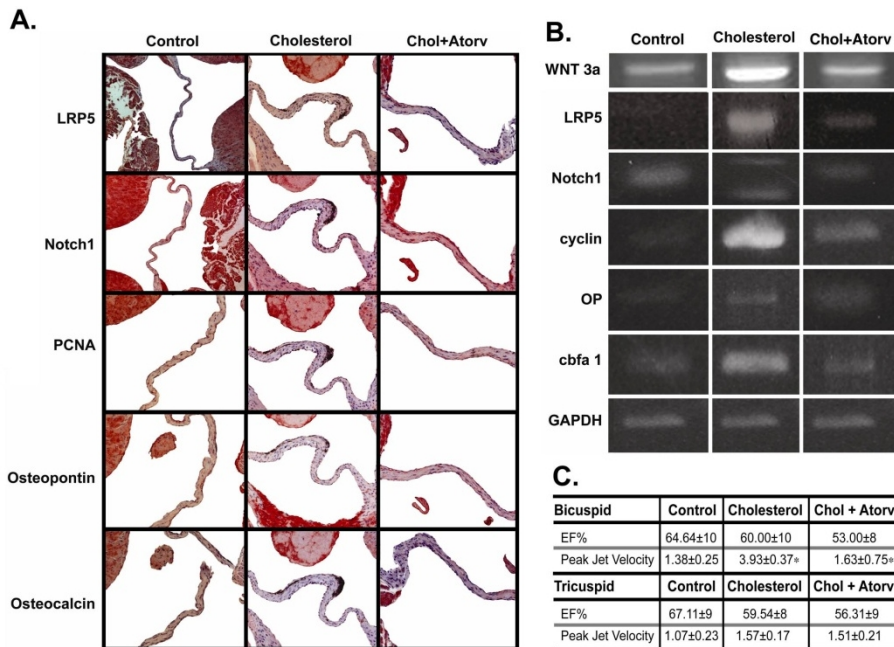 A.
Control Cholesterol Chol+Atorv
LRP5
Notch1
PCNA
Osteopontin
Osteocalcin
B.
Control Cholesterol Chol+Atorv
WNT 3a
LRP5
Notch1
cyclin
OP
cbfa 1
GAPDH
C.
Bicuspid Control Cholesterol Chol + Atorv
EF% 64.64±10 60.00±10 53.00±8
Peak Jet Velocity 1.38±0.25 3.93±0.37* 1.63±0.75*
Tricuspid Control Cholesterol Chol + Atorv
EF% 67.11±9 59.54±8 56.31±9
Peak Jet Velocity 1.07±0.23 1.57±0.17 1.51±0.21